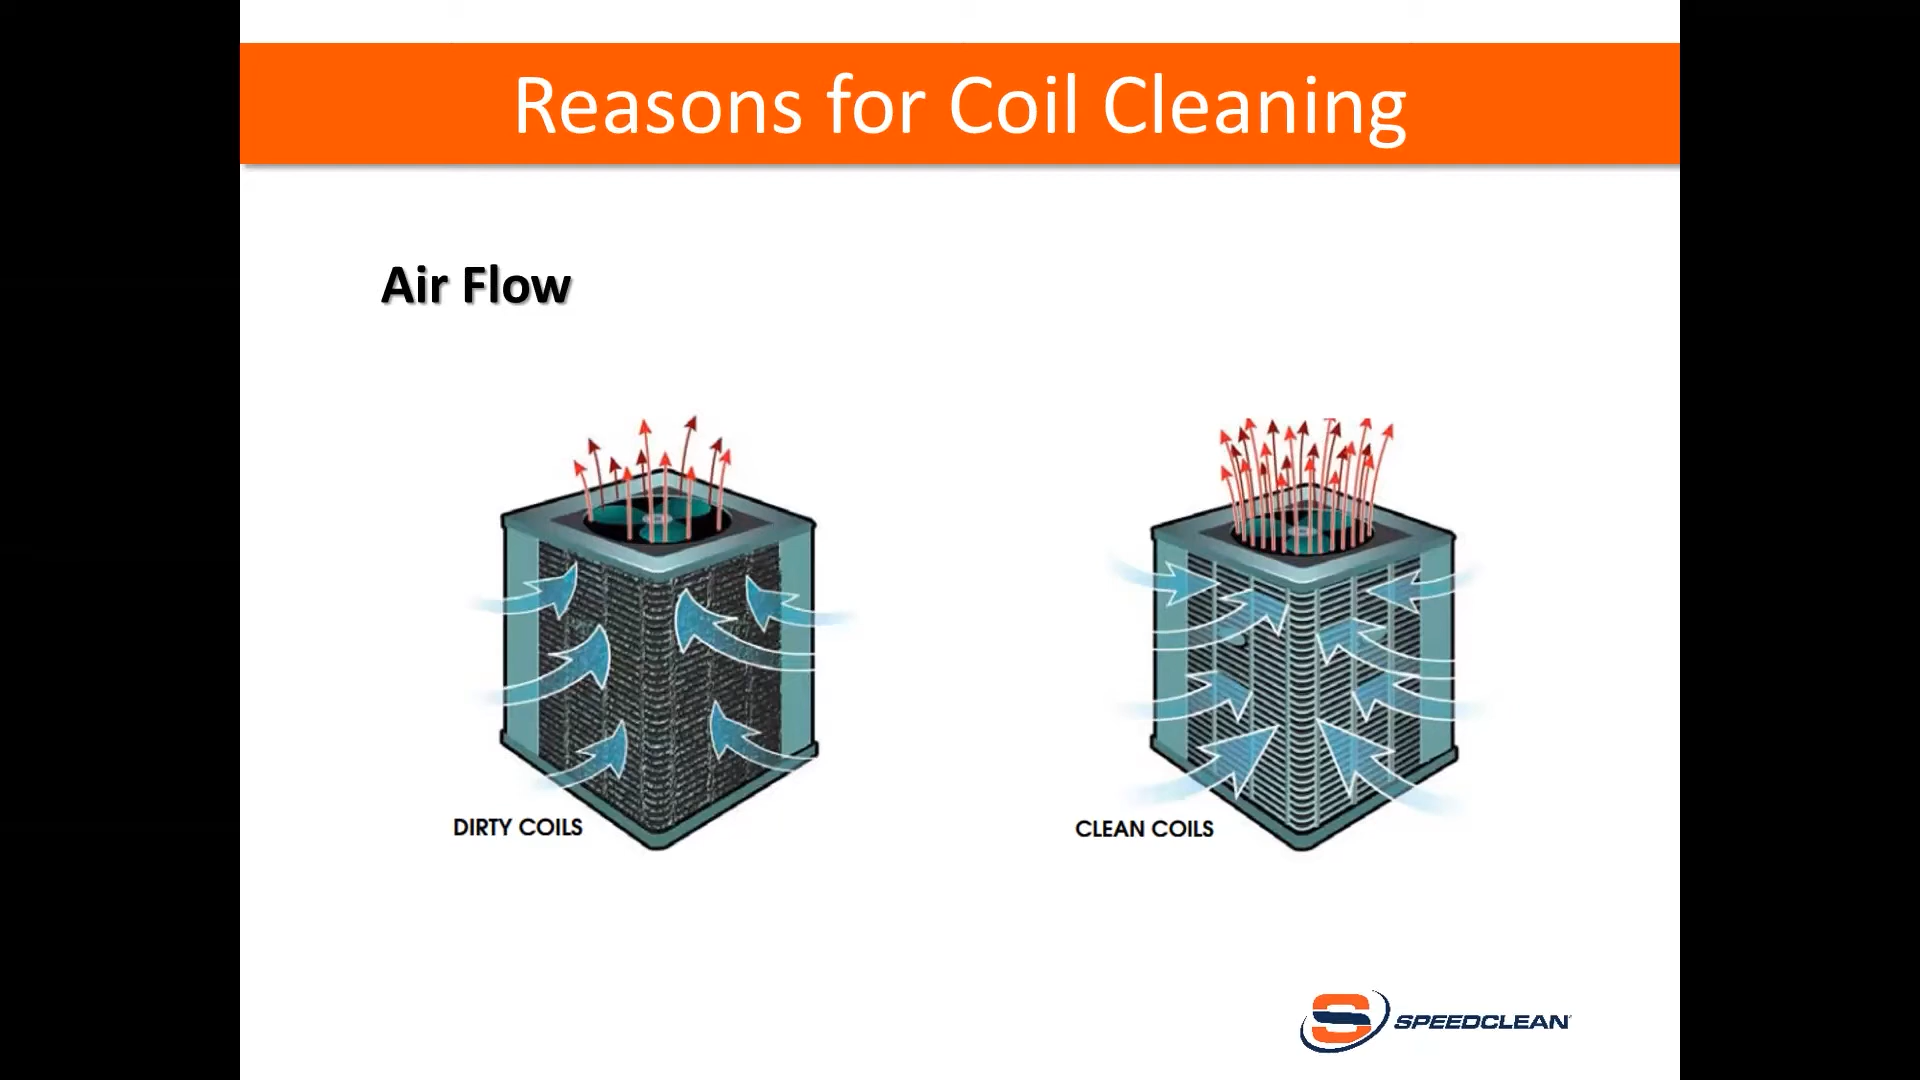 Reasons for Coil Cleaning
Air Flow
DIRTY COILS
CLEAN COILS
SPEEDCLEAN